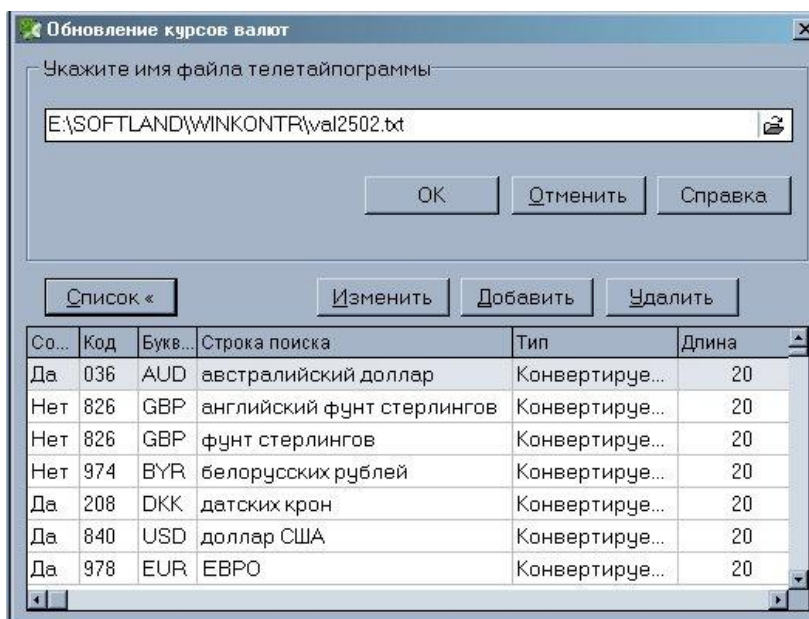 Обновление курсов валют
Укажите имя файла телетайпограммы
E:\SOFTLAND\WINKONTR\val2502.txt
OK Отменить Справка
Список « Изменить Добавить Удалить
Со... Код Букв... Строка поиска Тип Длина
Да 036 AUD австралийский доллар Конвертируе... 20
Нет 826 GBP английский фунт стерлингов Конвертируе... 20
Нет 826 GBP фунт стерлингов Конвертируе... 20
Нет 974 BYR белорусских рублей Конвертируе... 20
Да 208 DKK датских крон Конвертируе... 20
Да 840 USD доллар США Конвертируе... 20
Да 978 EUR ЕВРО Конвертируе... 20